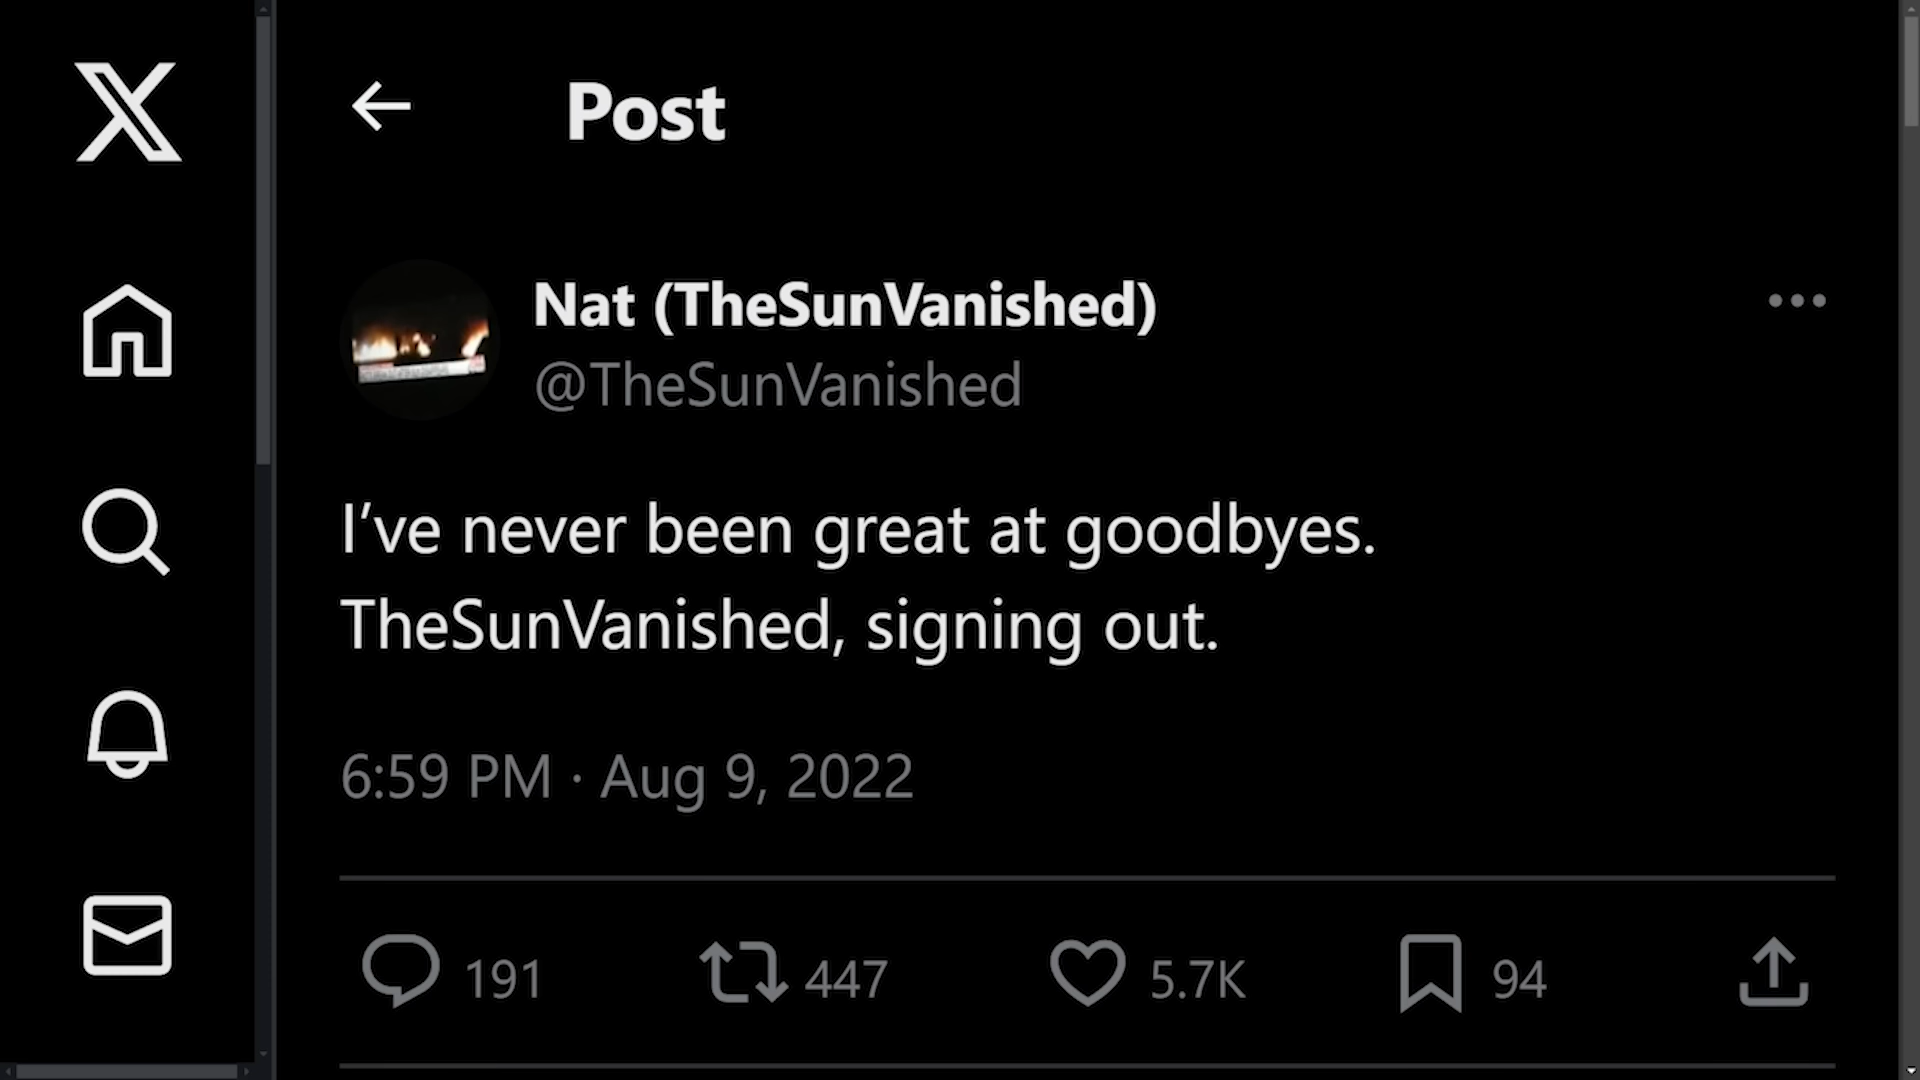 Post
Nat (TheSunVanished)
@TheSunVanished
I’ve never been great at goodbyes.
TheSunVanished, signing out.
6:59 PM · Aug 9, 2022
191 447 5.7K 94